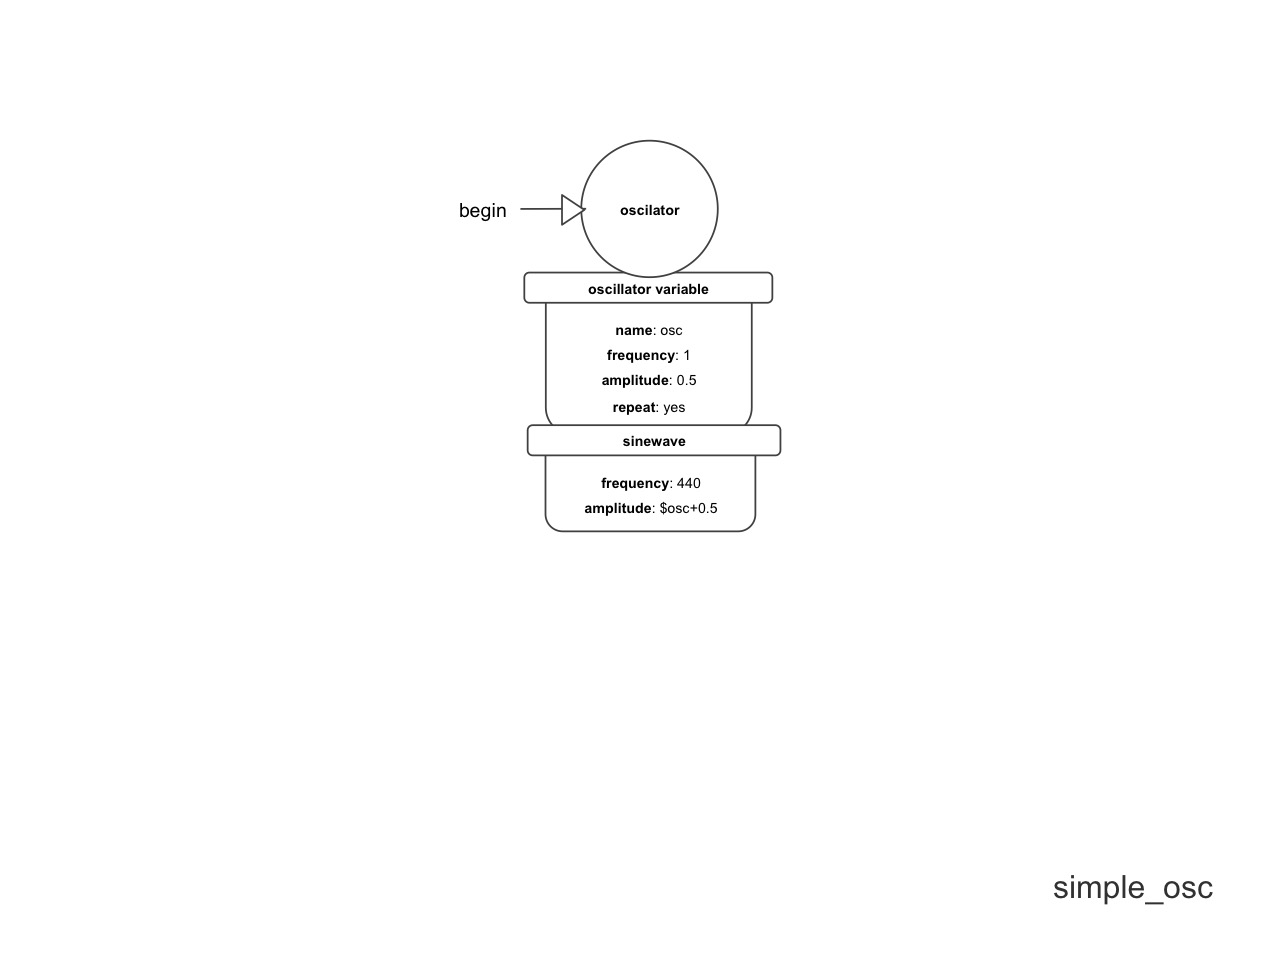 begin
oscilator
oscillator variable
name: osc
frequency: 1
amplitude: 0.5
repeat: yes
sinewave
frequency: 440
amplitude: $osc+0.5
simple_osc